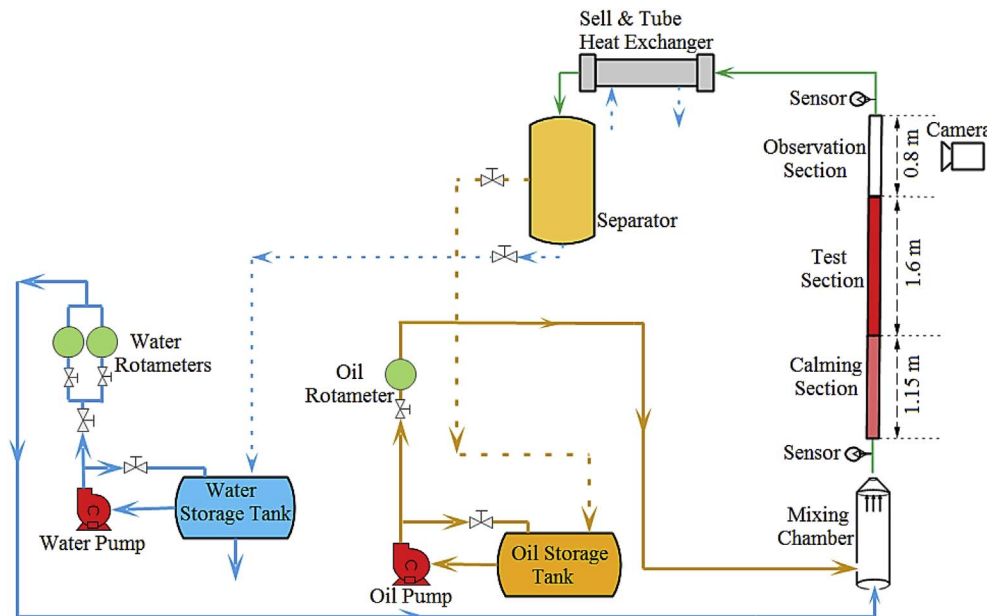 Sell & Tube
Heat Exchanger
Sensor
Camera
Observation
Section
0.8 m
Separator
Test
Section
1.6 m
Water
Rotameters
Oil
Rotameter
Calming
Section
1.15 m
Sensor
Water
Storage Tank
Water Pump
Mixing
Chamber
Oil Storage
Tank
Oil Pump
C
C